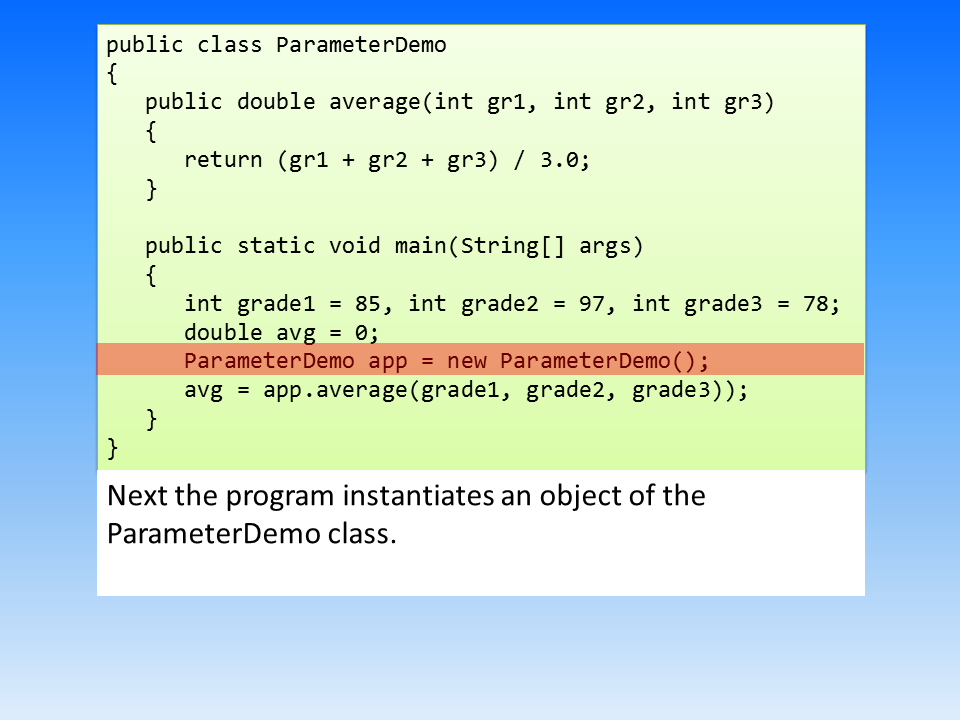 public class ParameterDemo
{
   public double average(int gr1, int gr2, int gr3)
   {
      return (gr1 + gr2 + gr3) / 3.0;
   }

   public static void main(String[] args)
   {
      int grade1 = 85, int grade2 = 97, int grade3 = 78;
      double avg = 0;
      ParameterDemo app = new ParameterDemo();
      avg = app.average(grade1, grade2, grade3));
   }
}
Next the program instantiates an object of the
ParameterDemo class.